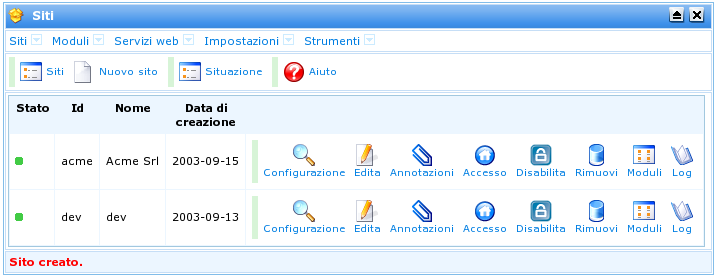 Siti
Siti Moduli Servizi web Impostazioni Strumenti
Siti Nuovo sito Situazione Aiuto
Stato Id Nome Data di creazione
acme Acme Srl 2003-09-15 Configurazione Edita Annotazioni Accesso Disabilita Rimuovi Moduli Log
dev dev 2003-09-13 Configurazione Edita Annotazioni Accesso Disabilita Rimuovi Moduli Log
Sito creato.